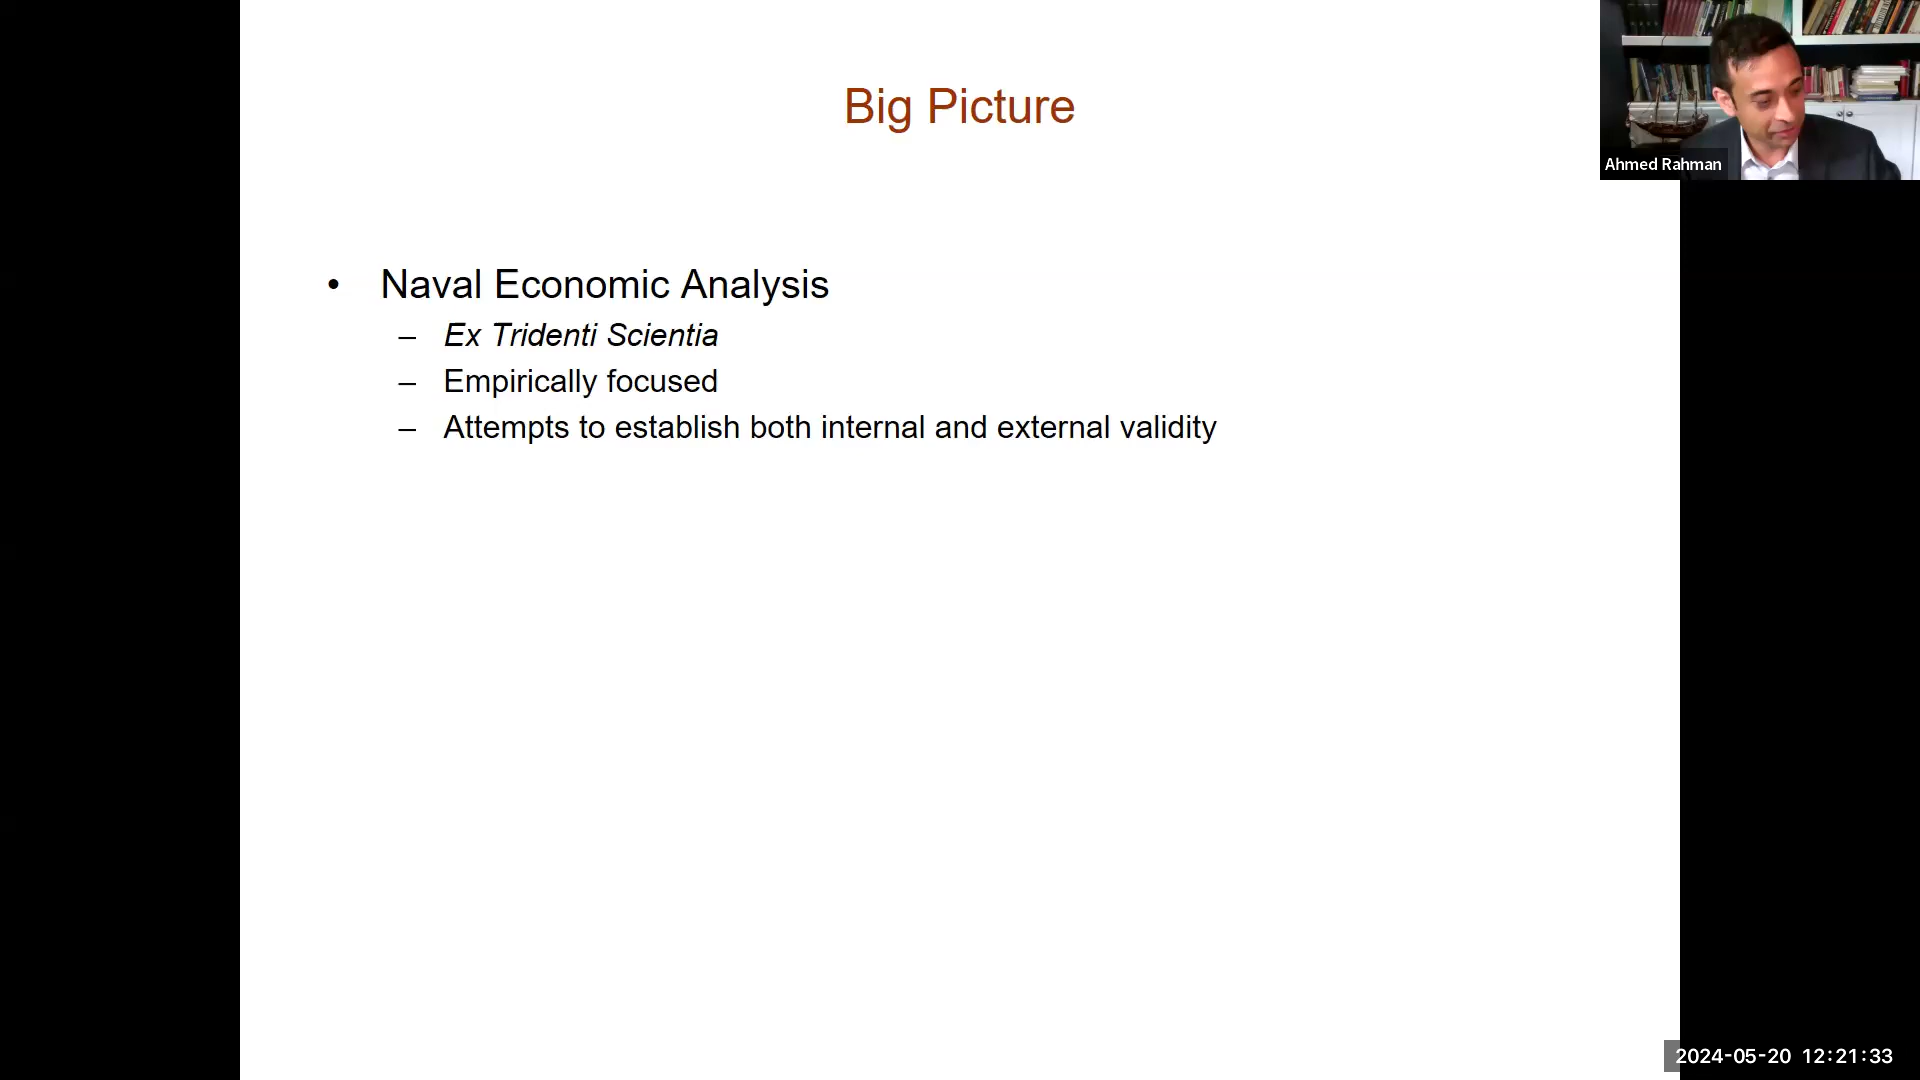 Big Picture
Ahmed Rahman
• Naval Economic Analysis
– Ex Tridenti Scientia
– Empirically focused
– Attempts to establish both internal and external validity
2024-05-20 12:21:33